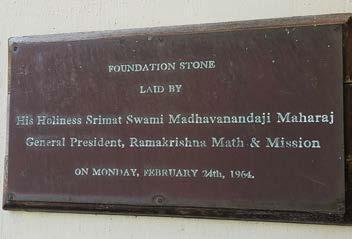 FOUNDATION STONE
LAID BY
His Holiness Srimat Swami Madhavanandaji Maharaj
General President, Ramakrishna Math & Mission
ON MONDAY, FEBRUARY 24th, 1964.